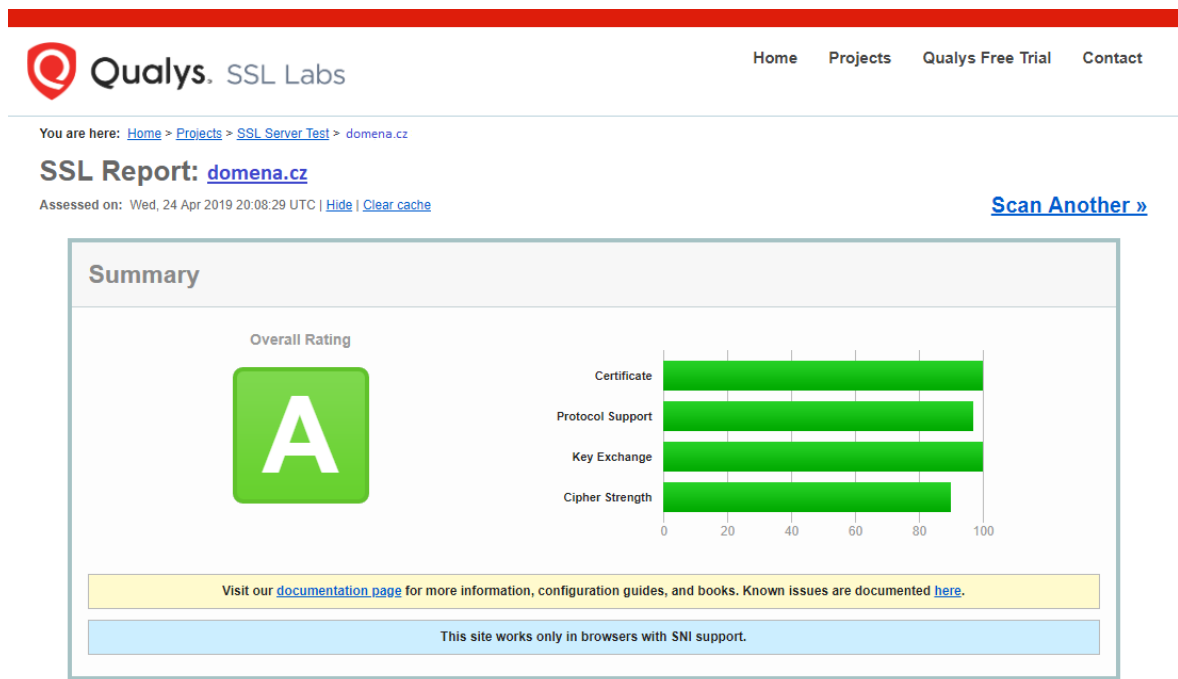 Qualys. SSL Labs
Home Projects Qualys Free Trial Contact
You are here: Home > Projects > SSL Server Test > domena.cz
SSL Report: domena.cz
Assessed on: Wed, 24 Apr 2019 20:08:29 UTC | Hide | Clear cache
Scan Another »
Summary
Overall Rating
A
Certificate
Protocol Support
Key Exchange
Cipher Strength
0 20 40 60 80 100
Visit our documentation page for more information, configuration guides, and books. Known issues are documented here.
This site works only in browsers with SNI support.